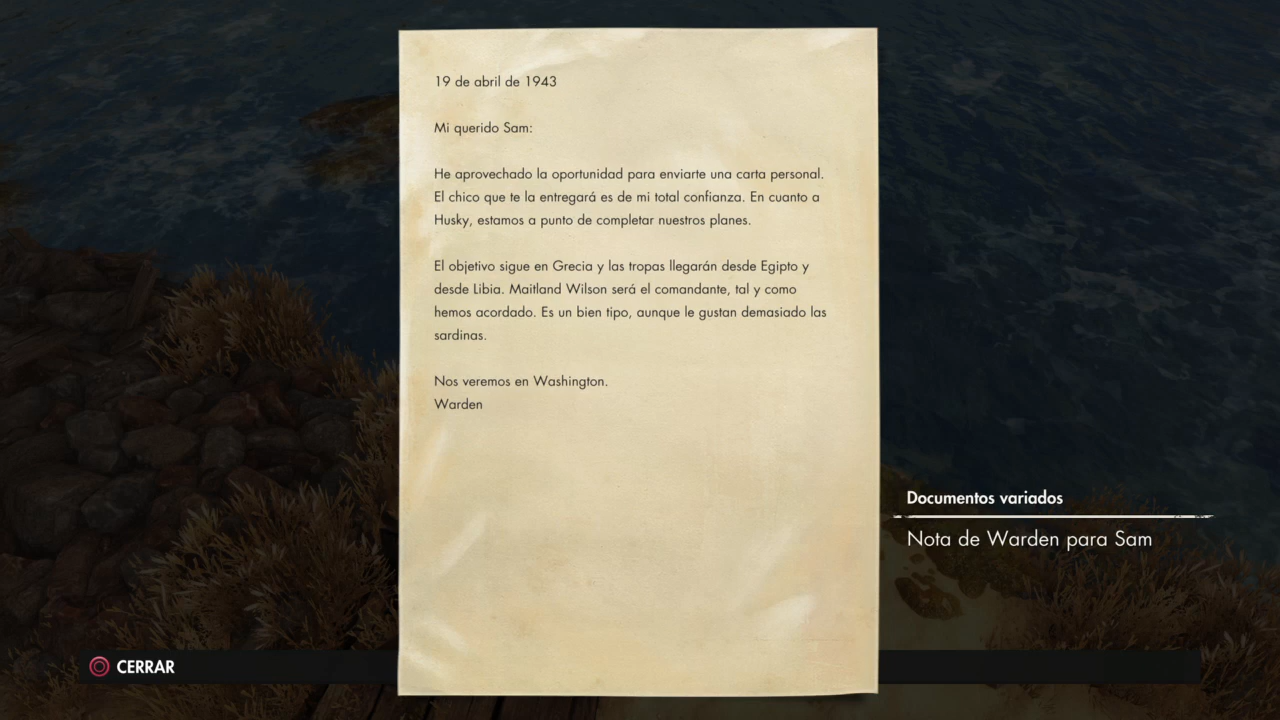 19 de abril de 1943
Mi querido Sam:
He aprovechado la oportunidad para enviarte una carta personal.
El chico que te la entregará es de mi total confianza. En cuanto a
Husky, estamos a punto de completar nuestros planes.
El objetivo sigue en Grecia y las tropas llegarán desde Egipto y
desde Libia. Maitland Wilson será el comandante, tal y como
hemos acordado. Es un bien tipo, aunque le gustan demasiado las
sardinas.
Nos veremos en Washington.
Warden
Documentos variados
Nota de Warden para Sam
CERRAR